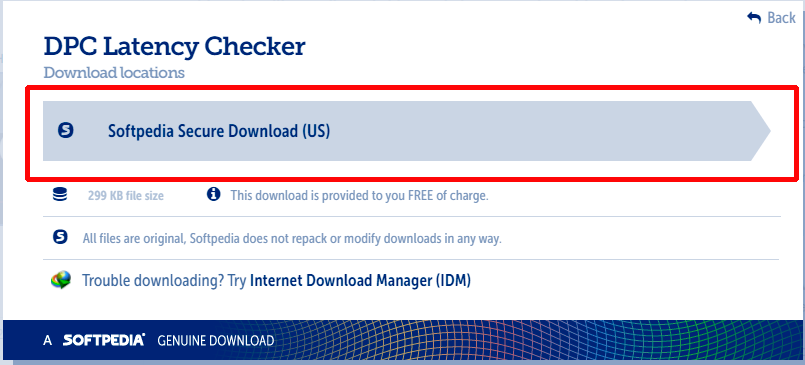 Back
DPC Latency Checker
Download locations
S Softpedia Secure Download (US)
299 KB file size i This download is provided to you FREE of charge.
S All files are original, Softpedia does not repack or modify downloads in any way.
Trouble downloading? Try Internet Download Manager (IDM)
A SOFTPEDIA® GENUINE DOWNLOAD